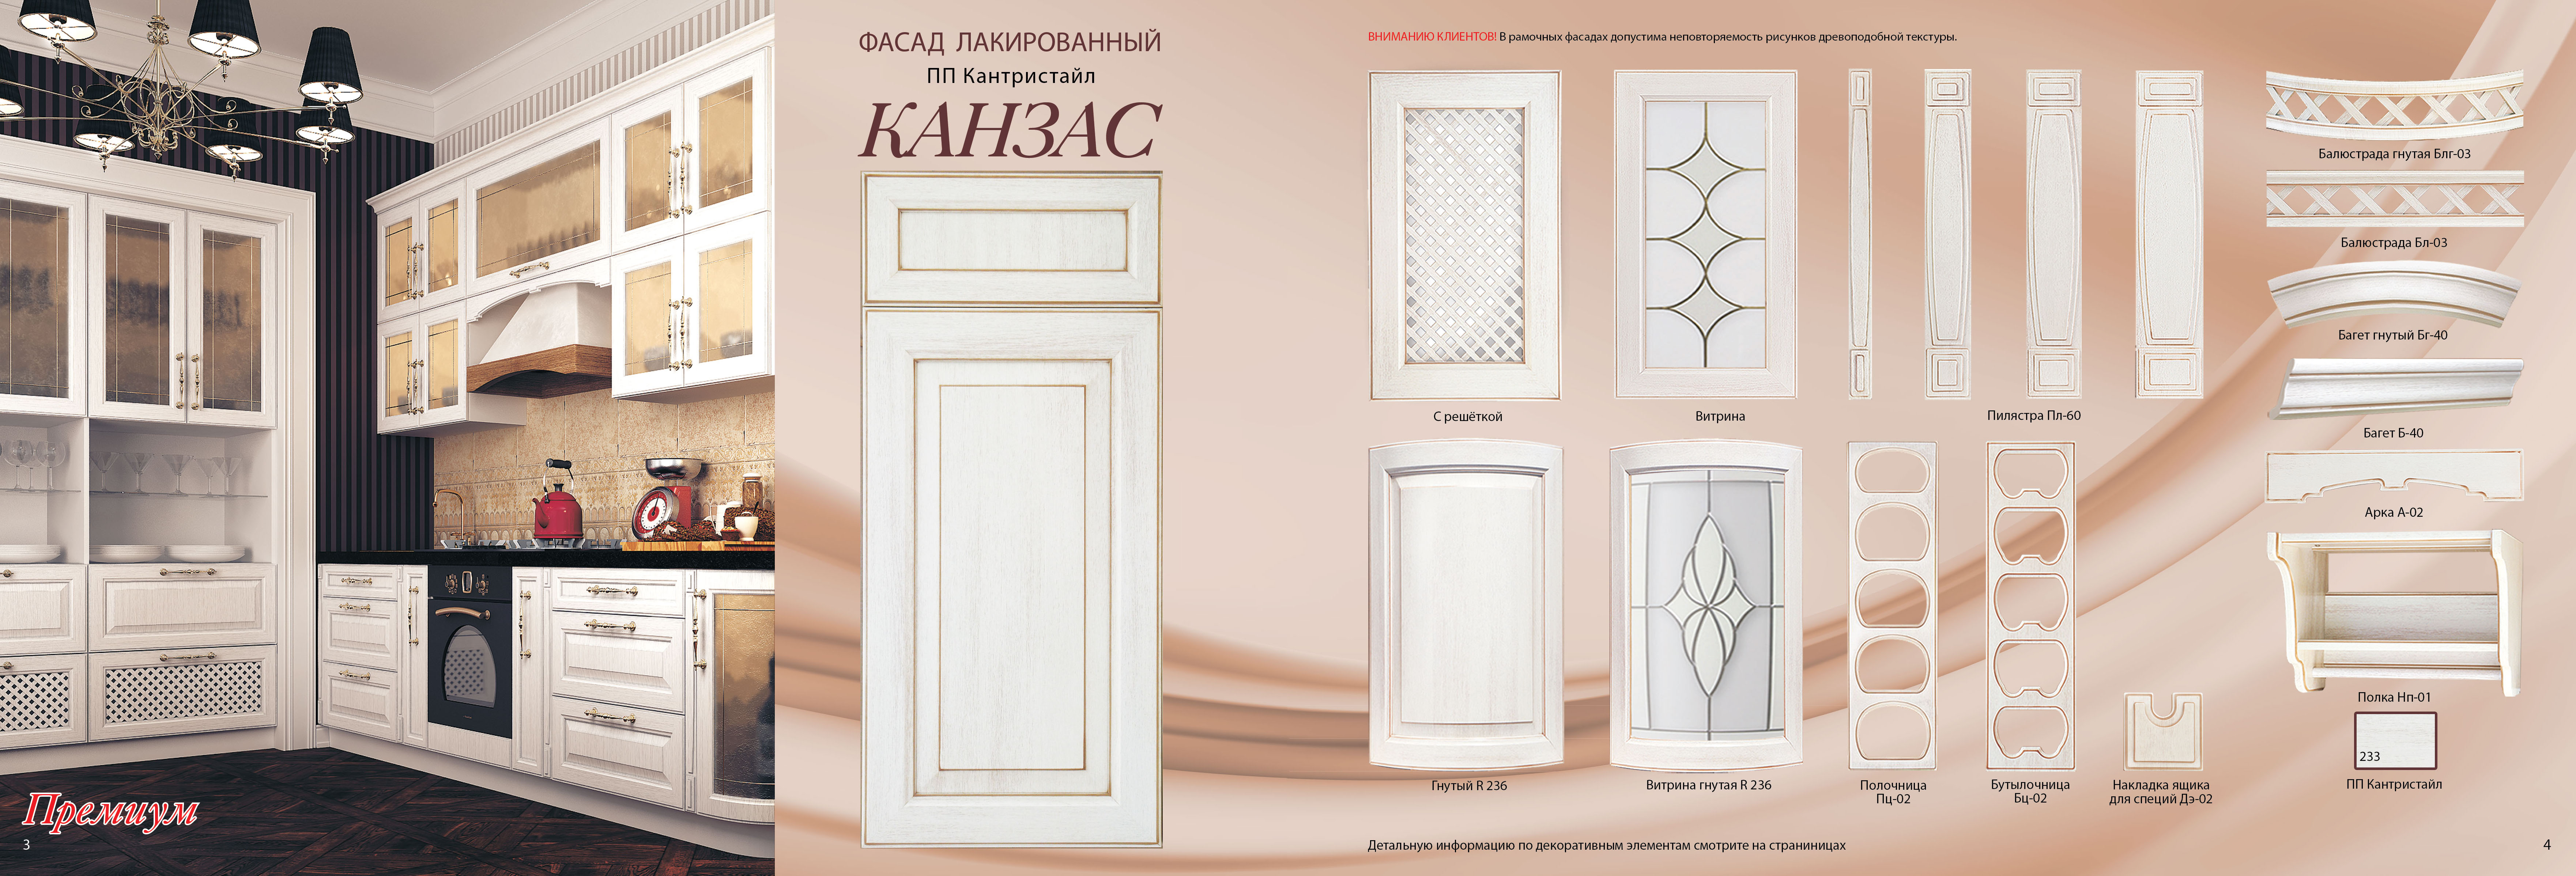 Премиум
3
ФАСАД ЛАКИРОВАННЫЙ
ПП Кантристайл
КАНЗАС
ВНИМАНИЮ КЛИЕНТОВ! В рамочных фасадах допустима неповторяемость рисунков древоподобной текстуры.
С решёткой
Витрина
Пилястра Пл-60
Балюстрада гнутая Блг-03
Балюстрада Бл-03
Багет гнутый Бг-40
Багет Б-40
Арка А-02
Полка Нп-01
233
ПП Кантристайл
Гнутый R 236
Витрина гнутая R 236
Полочница
Пц-02
Бутылочница
Бц-02
Накладка ящика
для специй Дэ-02
Детальную информацию по декоративным элементам смотрите на страниницах
4